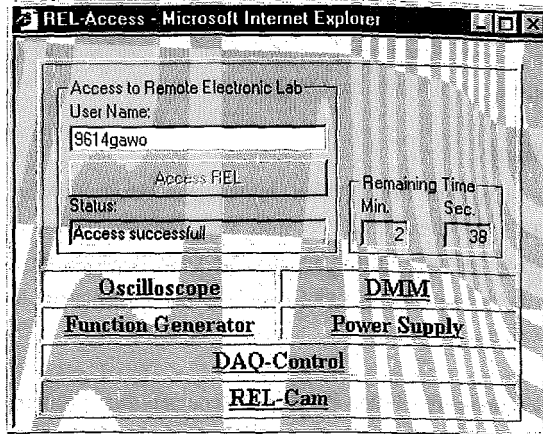 REL-Access - Microsoft Internet Explorer
Access to Remote Electronic Lab
User Name:
9614gawo
Access REL
Status:
Access successfull
Remaining Time
Min. Sec.
2 38
Oscilloscope DMM
Function Generator Power Supply
DAQ-Control
REL-Cam